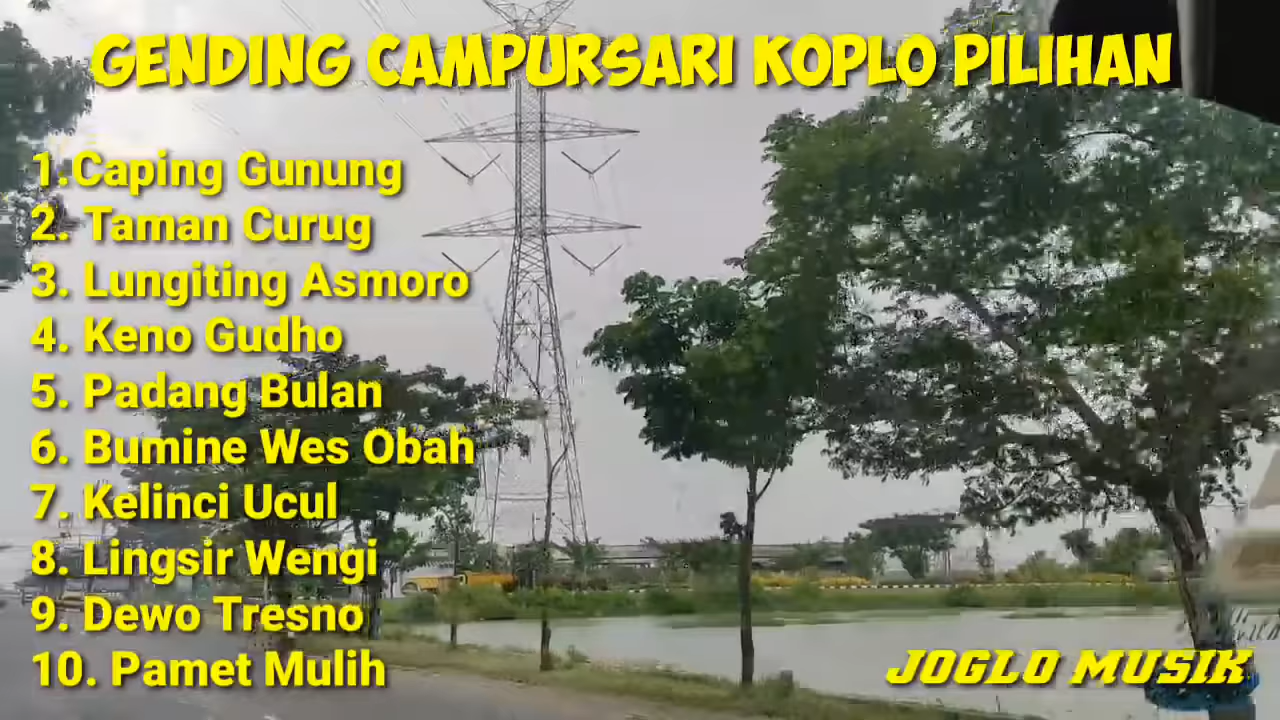 GENDING CAMPURSARI KOPLO PILIHAN
1.Caping Gunung
2. Taman Curug
3. Lungiting Asmoro
4. Keno Gudho
5. Padang Bulan
6. Bumine Wes Obah
7. Kelinci Ucul
8. Lingsir Wengi
9. Dewo Tresno
10. Pamet Mulih
JOGLO MUSIK